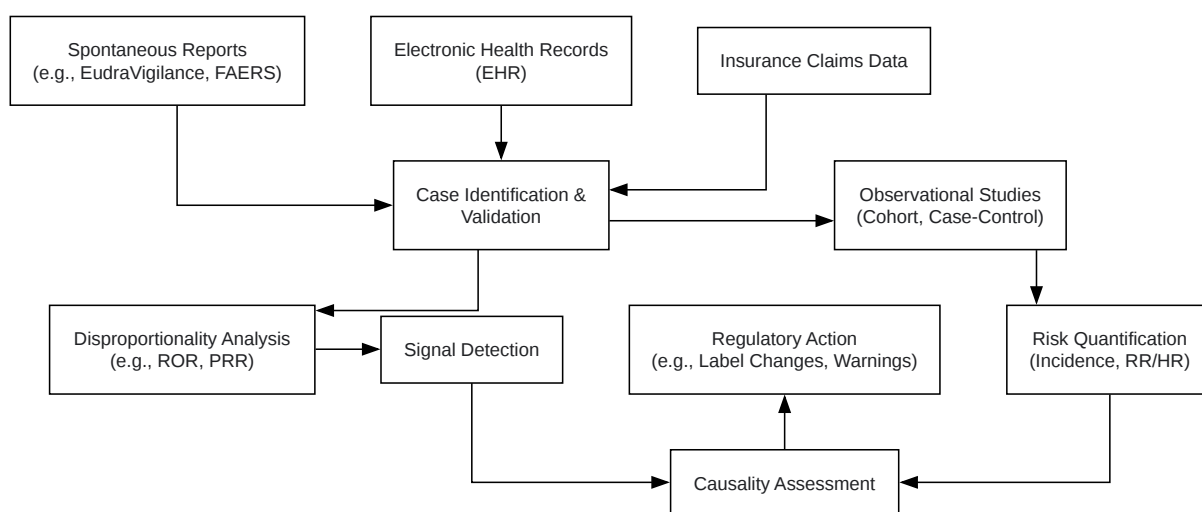 Spontaneous Reports
(e.g., EudraVigilance, FAERS)
Electronic Health Records
(EHR)
Insurance Claims Data
Case Identification &
Validation
Observational Studies
(Cohort, Case-Control)
Disproportionality Analysis
(e.g., ROR, PRR)
Signal Detection
Regulatory Action
(e.g., Label Changes, Warnings)
Risk Quantification
(Incidence, RR/HR)
Causality Assessment